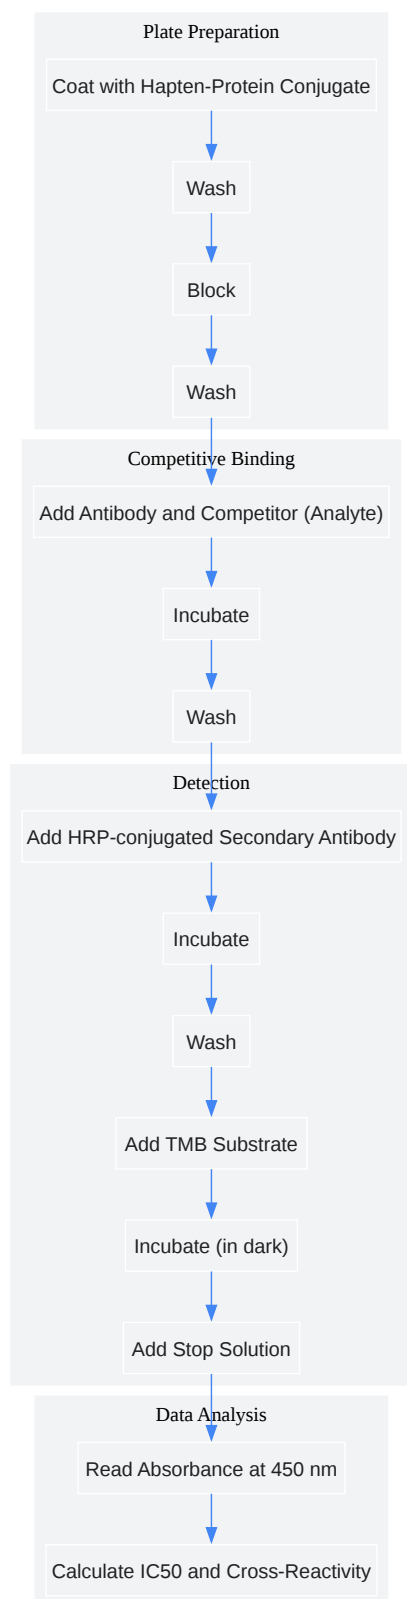 Plate Preparation
Coat with Hapten-Protein Conjugate
Wash
Block
Wash
Competitive Binding
Add Antibody and Competitor (Analyte)
Incubate
Wash
Detection
Add HRP-conjugated Secondary Antibody
Incubate
Wash
Add TMB Substrate
Incubate (in dark)
Add Stop Solution
Data Analysis
Read Absorbance at 450 nm
Calculate IC50 and Cross-Reactivity